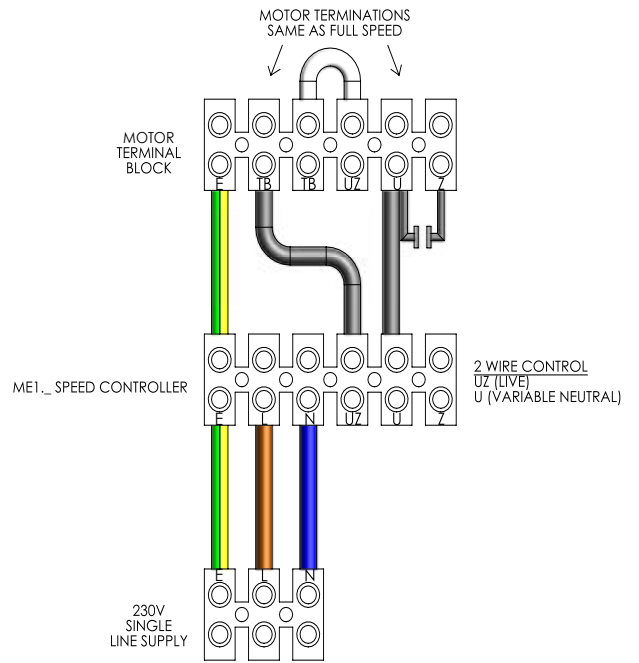 MOTOR TERMINATIONS
SAME AS FULL SPEED
MOTOR
TERMINAL
BLOCK
E TB TB UZ U Z
ME1._ SPEED CONTROLLER
2 WIRE CONTROL
UZ (LIVE)
U (VARIABLE NEUTRAL)
E L N UZ U Z
E L N
230V
SINGLE
LINE SUPPLY